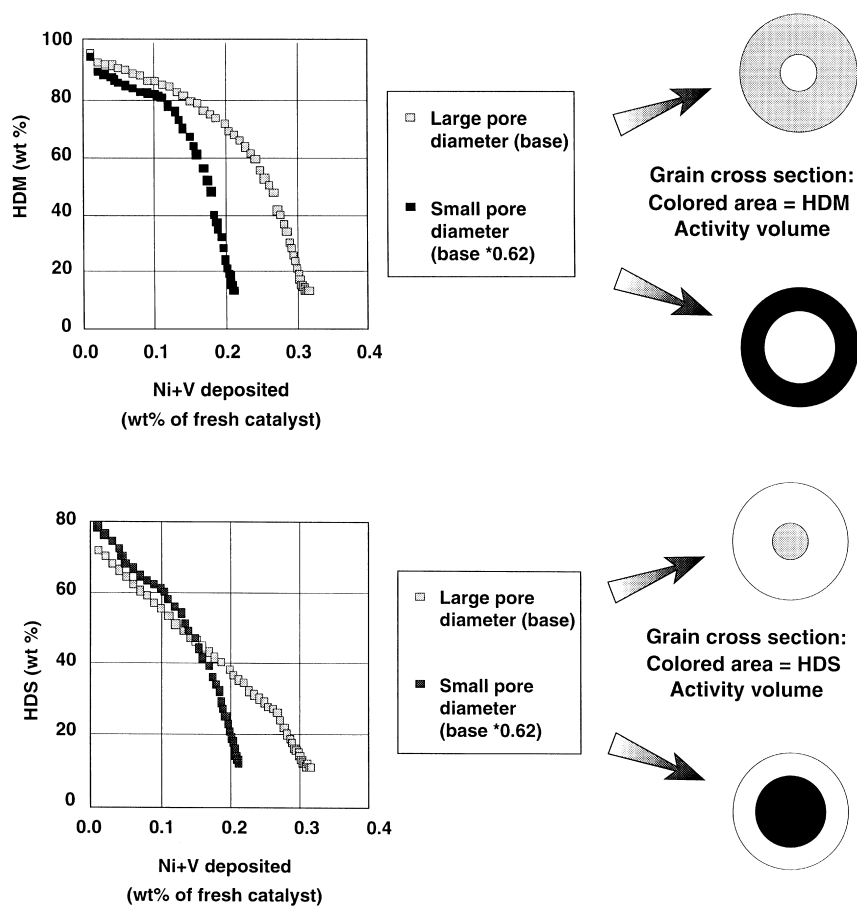 100
80
60
40
20
0
HDM (wt %)
0.0 0.1 0.2 0.3 0.4
Ni+V deposited
(wt% of fresh catalyst)
Large pore
diameter (base)
Small pore
diameter
(base *0.62)
Grain cross section:
Colored area = HDM
Activity volume
80
60
40
20
0
HDS (wt %)
0.0 0.1 0.2 0.3 0.4
Ni+V deposited
(wt% of fresh catalyst)
Large pore
diameter (base)
Small pore
diameter
(base *0.62)
Grain cross section:
Colored area = HDS
Activity volume